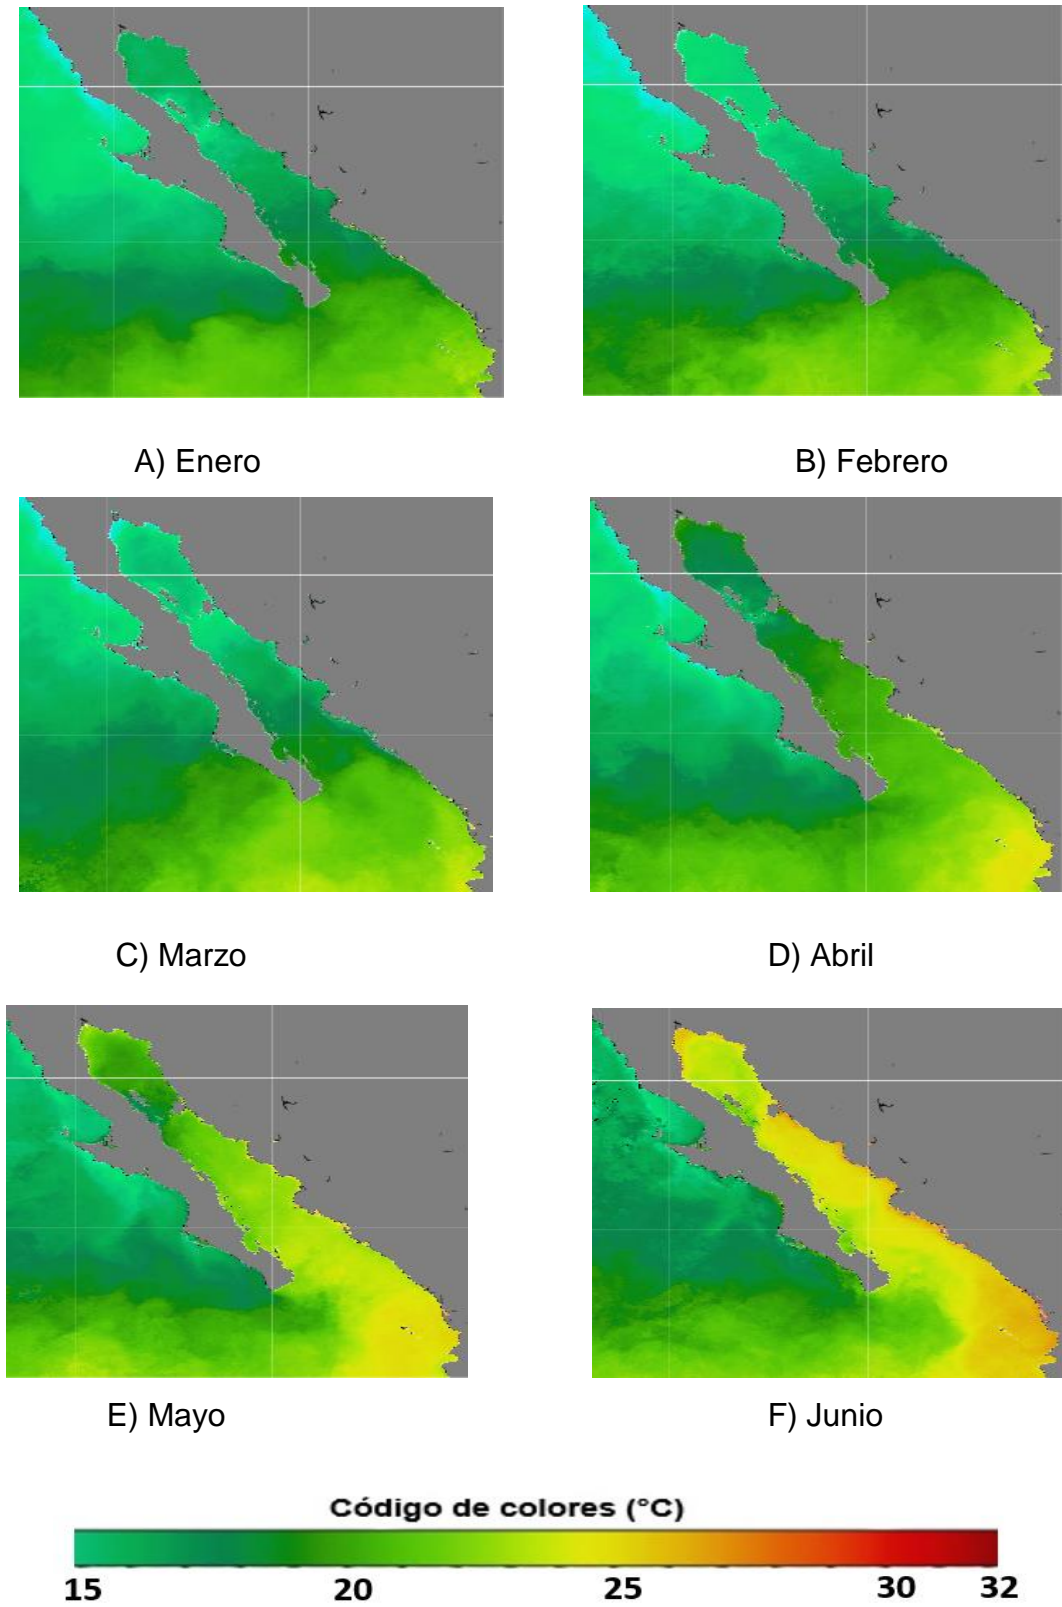 A) Enero
B) Febrero
C) Marzo
D) Abril
E) Mayo
F) Junio
Código de colores (°C)
15 20 25 30 32